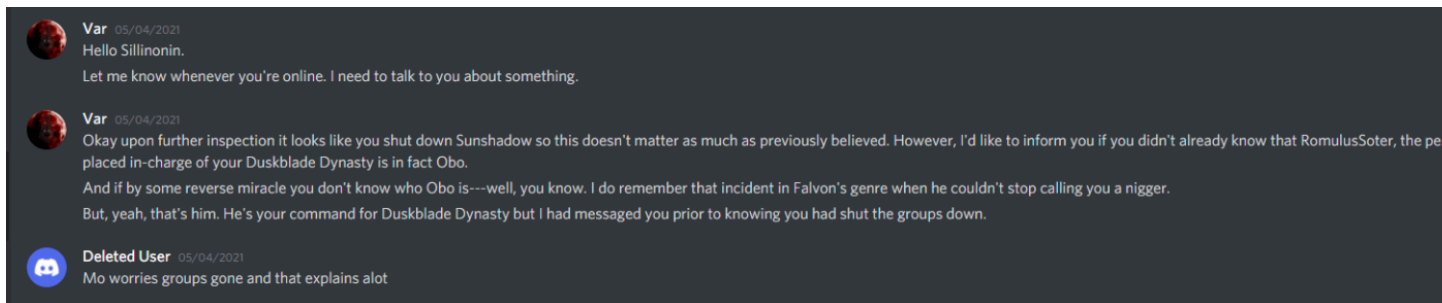 Var 05/04/2021
Hello Sillinonin.
Let me know whenever you're online. I need to talk to you about something.
Var 05/04/2021
Okay upon further inspection it looks like you shut down Sunshadow so this doesn't matter as much as previously believed. However, I'd like to inform you if you didn't already know that RomulusSoter, the pe
placed in-charge of your Duskblade Dynasty is in fact Obo.
And if by some reverse miracle you don't know who Obo is---well, you know. I do remember that incident in Falvon's genre when he couldn't stop calling you a nigger.
But, yeah, that's him. He's your command for Duskblade Dynasty but I had messaged you prior to knowing you had shut the groups down.
Deleted User 05/04/2021
Mo worries groups gone and that explains alot